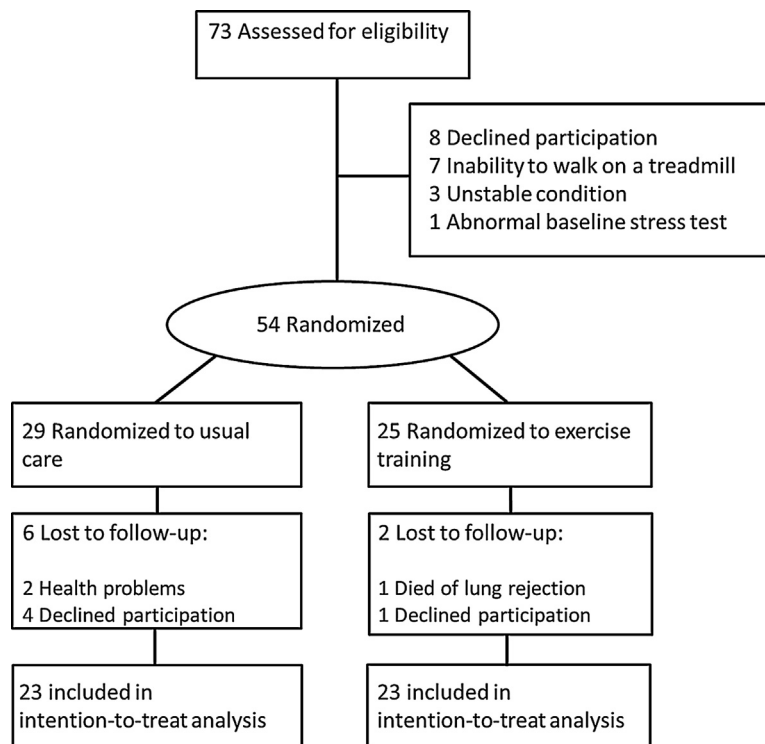 73 Assessed for eligibility
8 Declined participation
7 Inability to walk on a treadmill
3 Unstable condition
1 Abnormal baseline stress test
54 Randomized
29 Randomized to usual
care
25 Randomized to exercise
training
6 Lost to follow-up:
2 Health problems
4 Declined participation
2 Lost to follow-up:
1 Died of lung rejection
1 Declined participation
23 included in
intention-to-treat analysis
23 included in
intention-to-treat analysis